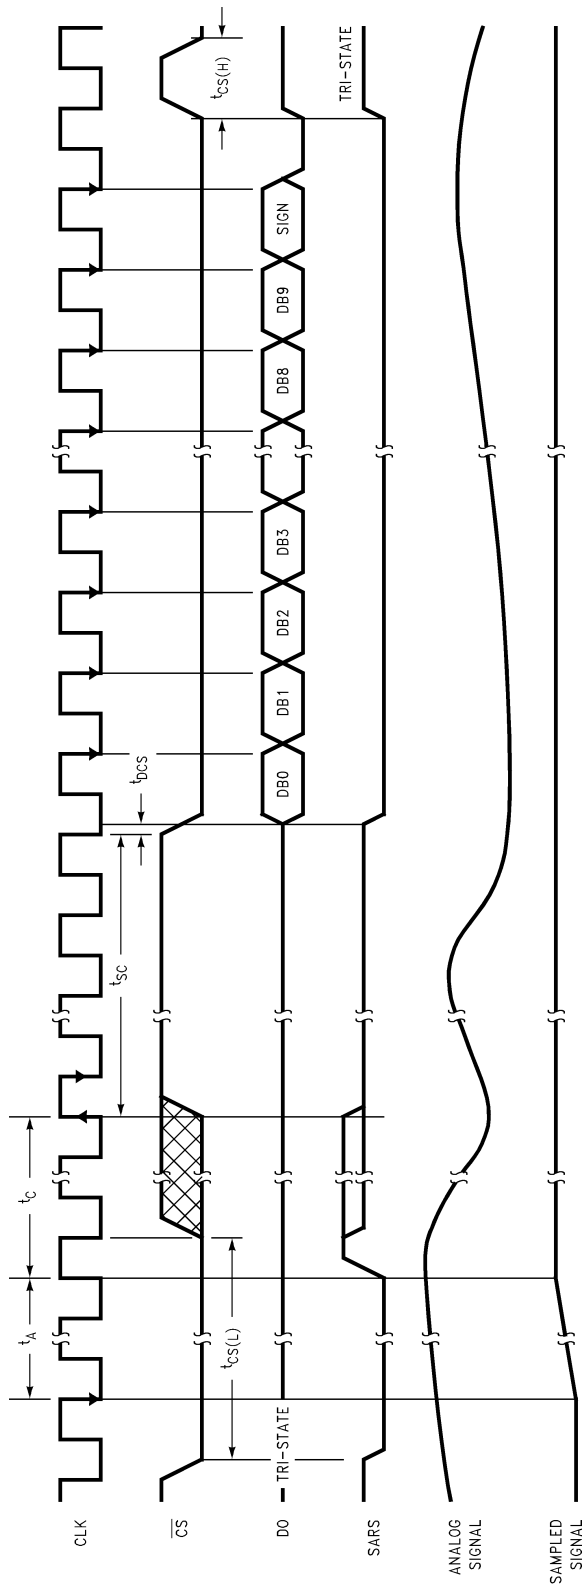 CLK
t_A
t_C
t_SC
t_DCS
C̅S̅
t_CS(L)
t_CS(H)
DO
TRI-STATE
DB0
DB1
DB2
DB3
DB8
DB9
SIGN
SARS
TRI-STATE
ANALOG
SIGNAL
SAMPLED
SIGNAL